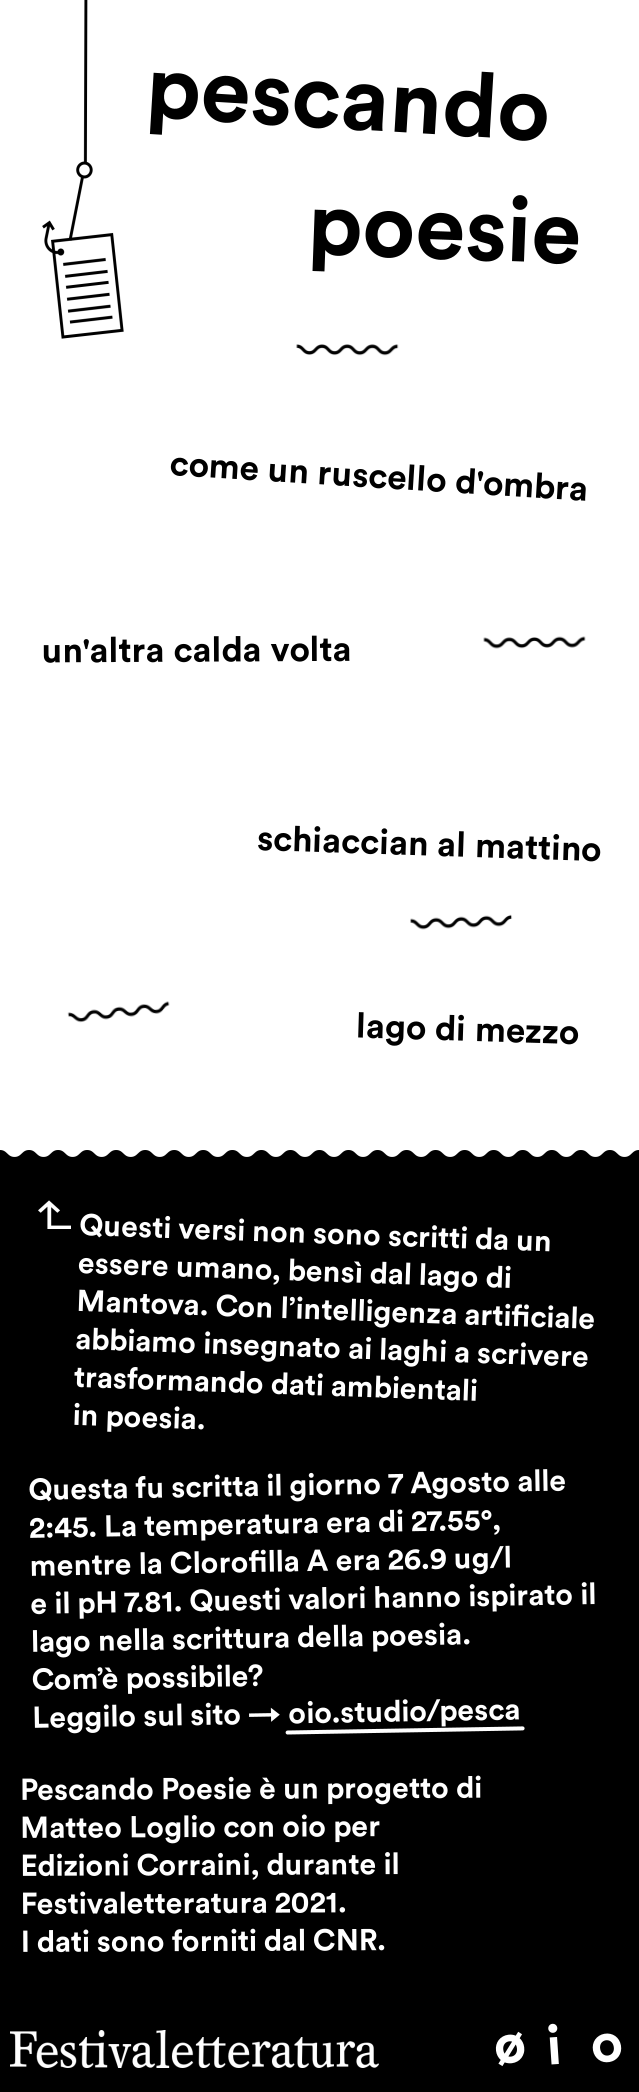 pescando
poesie
come un ruscello d'ombra
un'altra calda volta
schiaccian al mattino
lago di mezzo
Questi versi non sono scritti da un
essere umano, bensì dal lago di
Mantova. Con l’intelligenza artificiale
abbiamo insegnato ai laghi a scrivere
trasformando dati ambientali
in poesia.
Questa fu scritta il giorno 7 Agosto alle
2:45. La temperatura era di 27.55°,
mentre la Clorofilla A era 26.9 ug/l
e il pH 7.81. Questi valori hanno ispirato il
lago nella scrittura della poesia.
Com’è possibile?
Leggilo sul sito → oio.studio/pesca
Pescando Poesie è un progetto di
Matteo Loglio con oio per
Edizioni Corraini, durante il
Festivaletteratura 2021.
I dati sono forniti dal CNR.
Festivaletteratura
ø i o